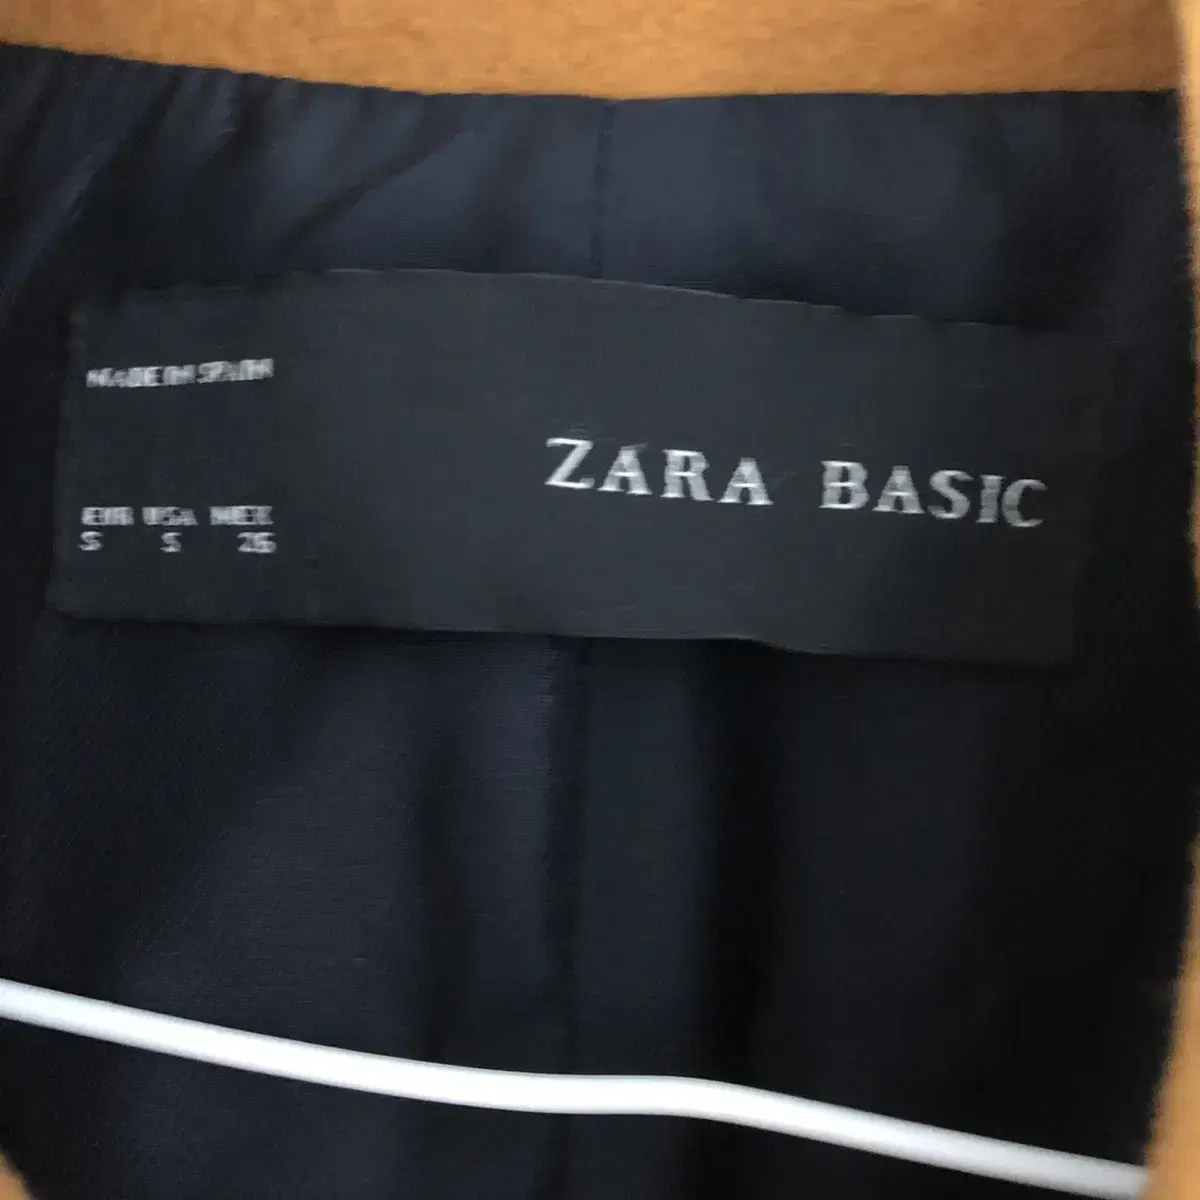 MADE IN SPAIN
ZARA BASIC
EUR USA MEX
S S 26